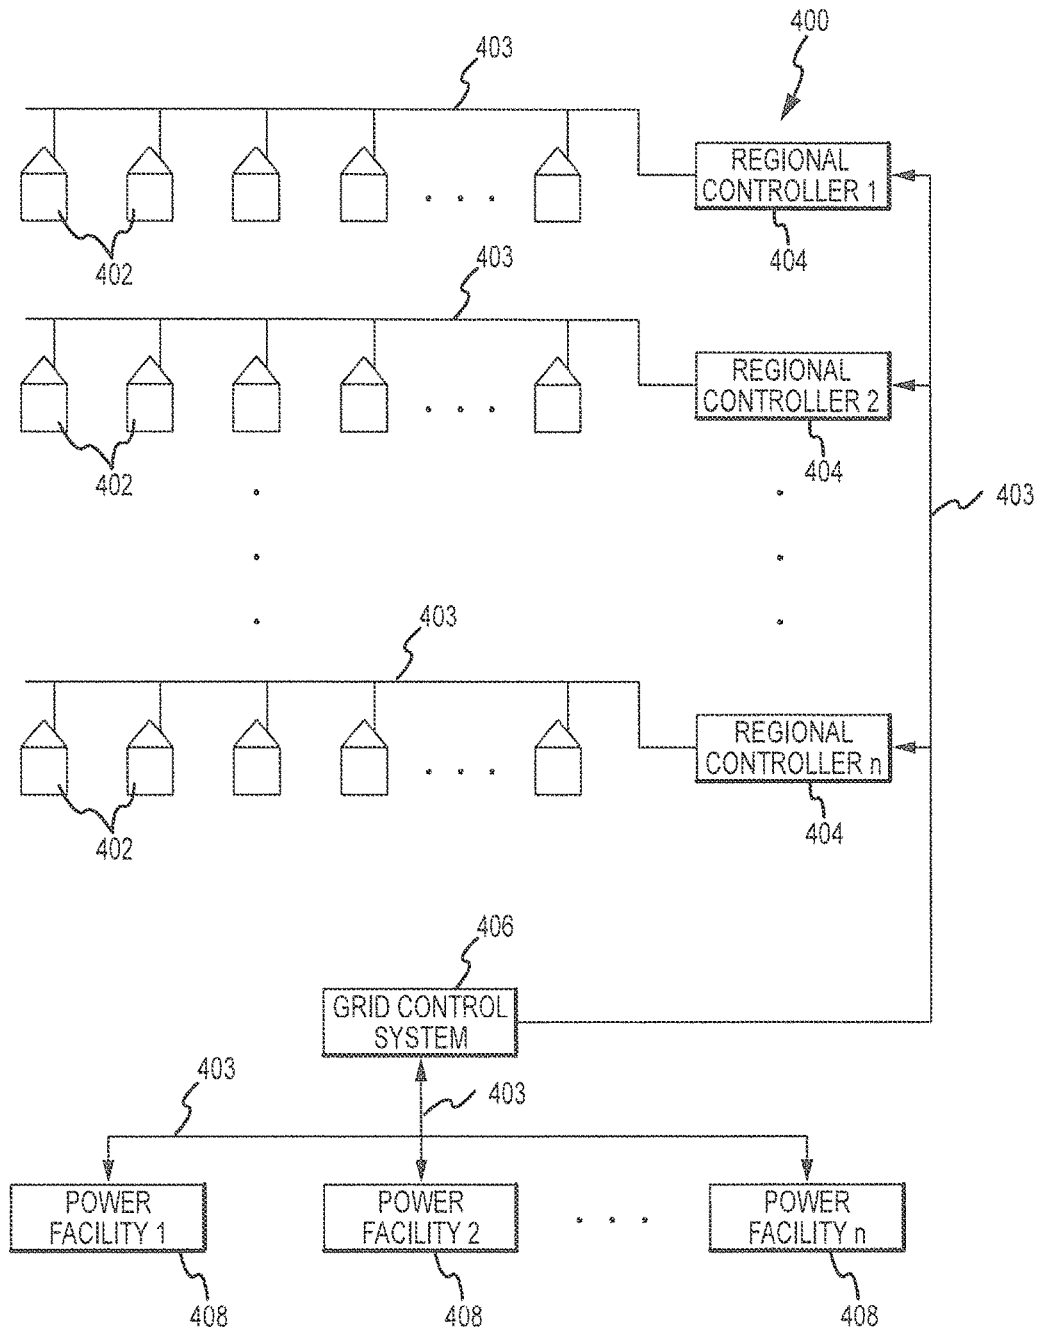 400
403
REGIONAL
CONTROLLER 1
404
402
403
REGIONAL
CONTROLLER 2
404
402
403
403
REGIONAL
CONTROLLER n
404
402
406
GRID CONTROL
SYSTEM
403
403
POWER
FACILITY 1
POWER
FACILITY 2
POWER
FACILITY n
408
408
408